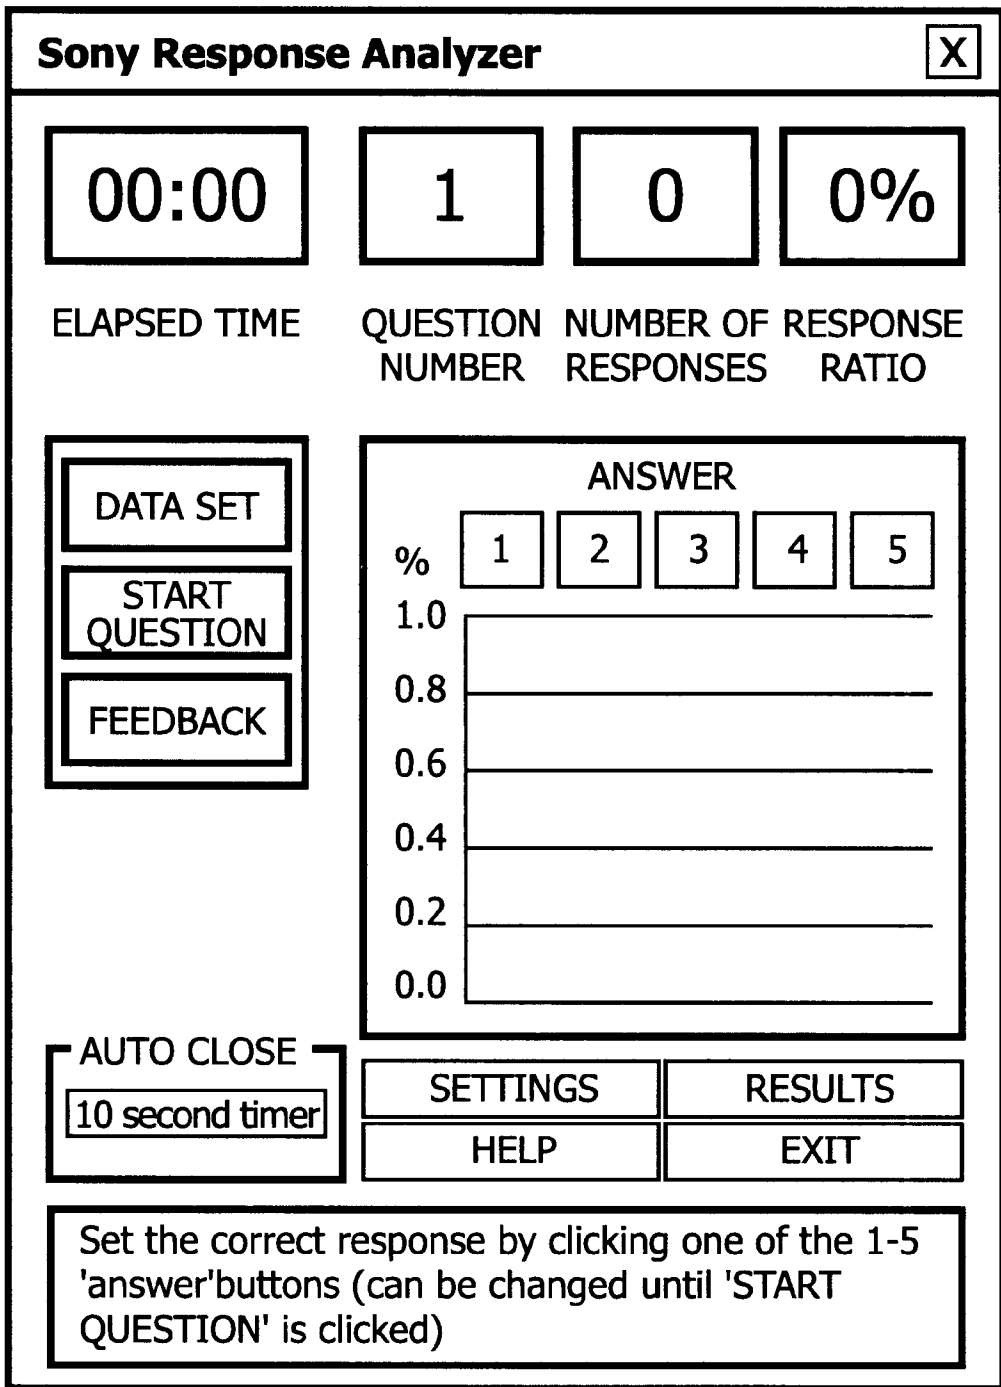 Sony Response Analyzer X
00:00 1 0 0%
ELAPSED TIME QUESTION NUMBER OF RESPONSE
NUMBER RESPONSES RATIO
DATA SET
START
QUESTION
FEEDBACK
ANSWER
% 1 2 3 4 5
1.0
0.8
0.6
0.4
0.2
0.0
AUTO CLOSE
10 second timer
SETTINGS RESULTS
HELP EXIT
Set the correct response by clicking one of the 1-5
'answer'buttons (can be changed until 'START
QUESTION' is clicked)